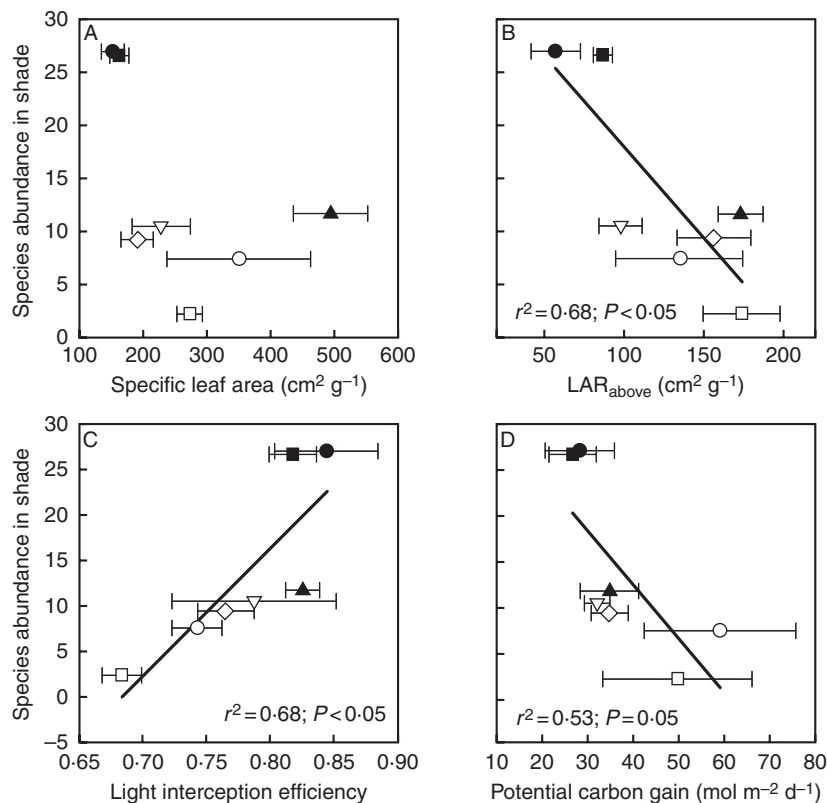 A
30
25
20
15
10
5
0
Species abundance in shade
100 200 300 400 500 600
Specific leaf area (cm² g⁻¹)
B
r²=0·68; P<0·05
50 100 150 200
LAR above (cm² g⁻¹)
C
30
25
20
15
10
5
0
−5
Species abundance in shade
r²=0·68; P<0·05
0·65 0·70 0·75 0·80 0·85 0·90
Light interception efficiency
D
r²=0·53; P=0·05
10 20 30 40 50 60 70 80
Potential carbon gain (mol m⁻² d⁻¹)